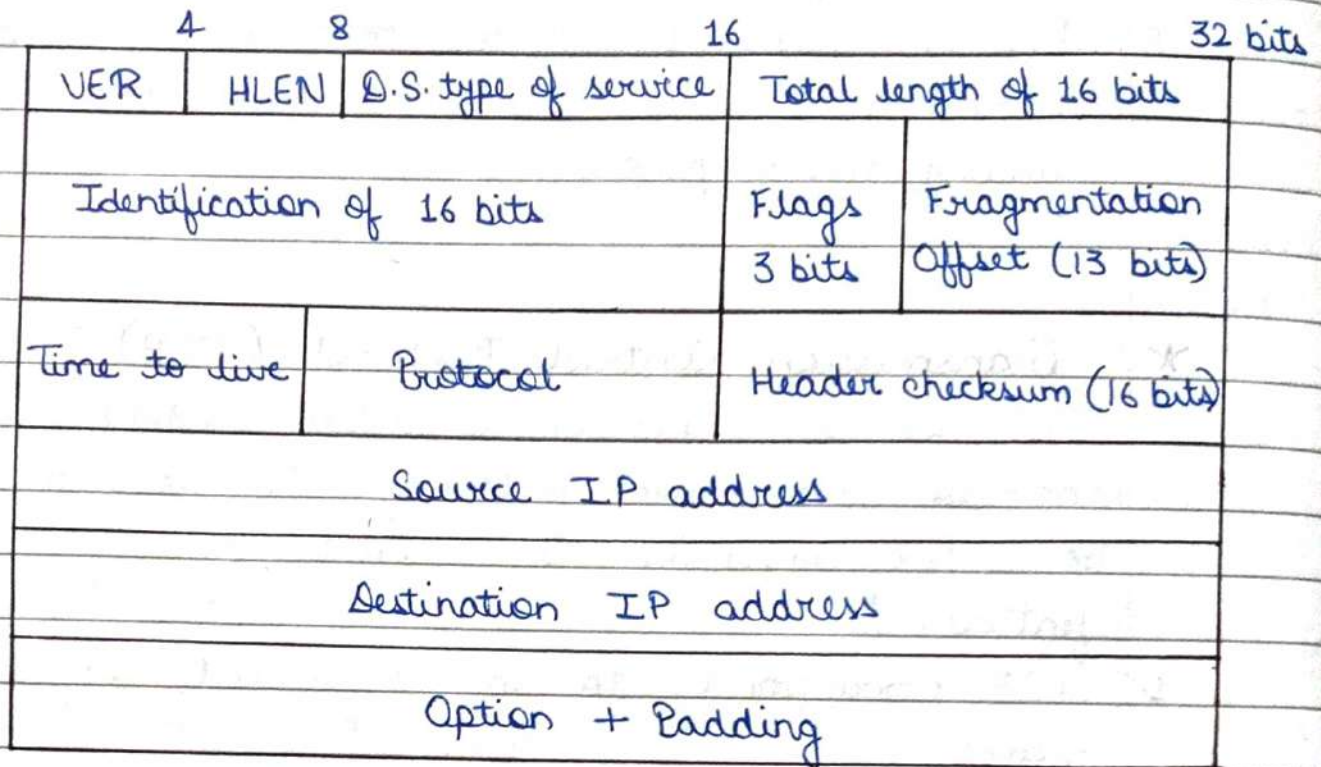 4 8 16 32 bits
VER HLEN D.S. type of service Total length of 16 bits
Identification of 16 bits Flags Fragmentation
3 bits Offset (13 bits)
Time to live Protocol Header checksum (16 bits)
Source IP address
Destination IP address
Option + Padding